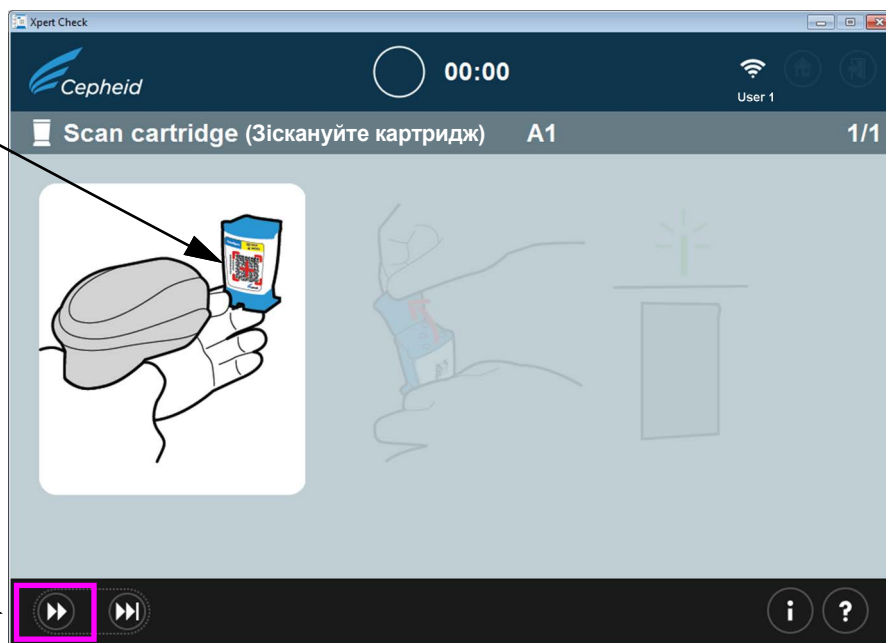 Xpert Check
Cepheid
00:00
User 1
Scan cartridge (Зіскануйте картридж) A1 1/1
i ?